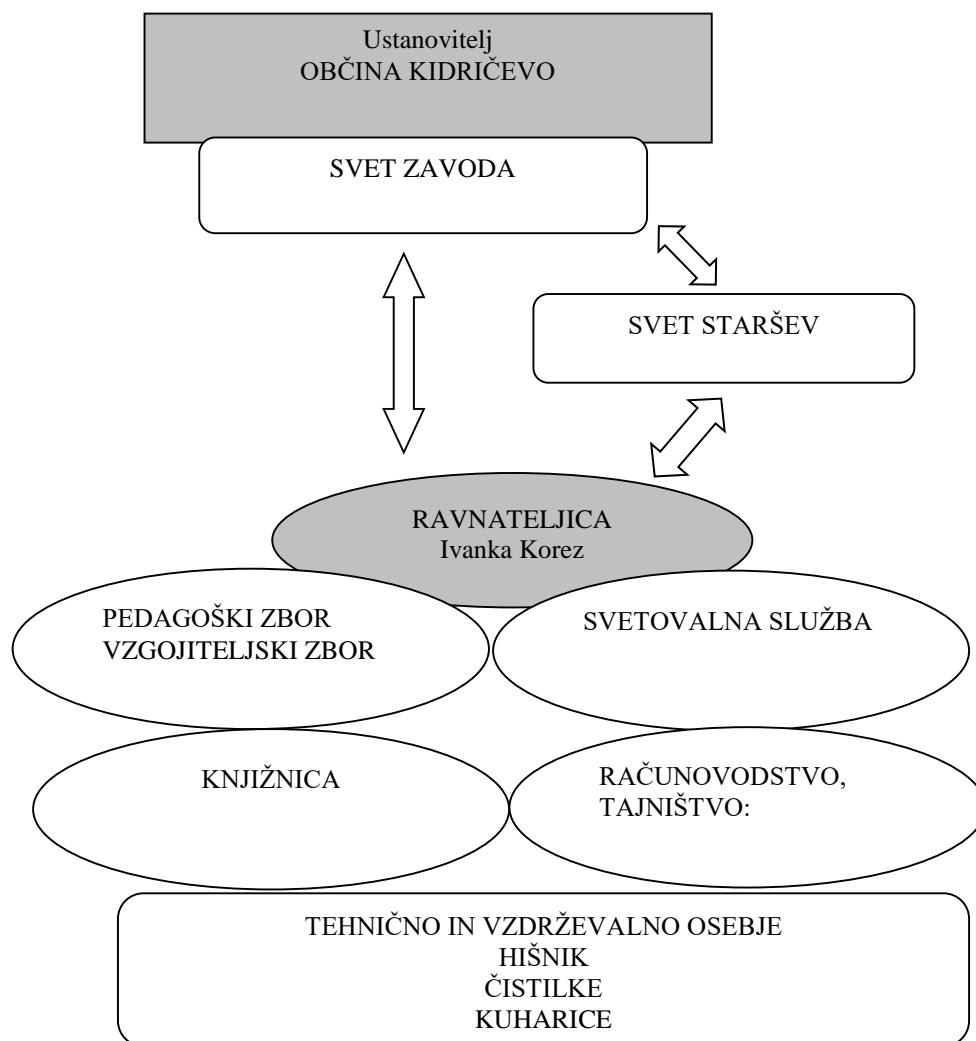 Ustanovitelj
OBČINA KIDRIČEVO
SVET ZAVODA
SVET STARŠEV
RAVNATELJICA
Ivanka Korez
PEDAGOŠKI ZBOR
VZGOJITELJSKI ZBOR
SVETOVALNA SLUŽBA
KNJIŽNICA
RAČUNOVODSTVO,
TAJNIŠTVO:
TEHNIČNO IN VZDRŽEVALNO OSEBJE
HIŠNIK
ČISTILKE
KUHARICE